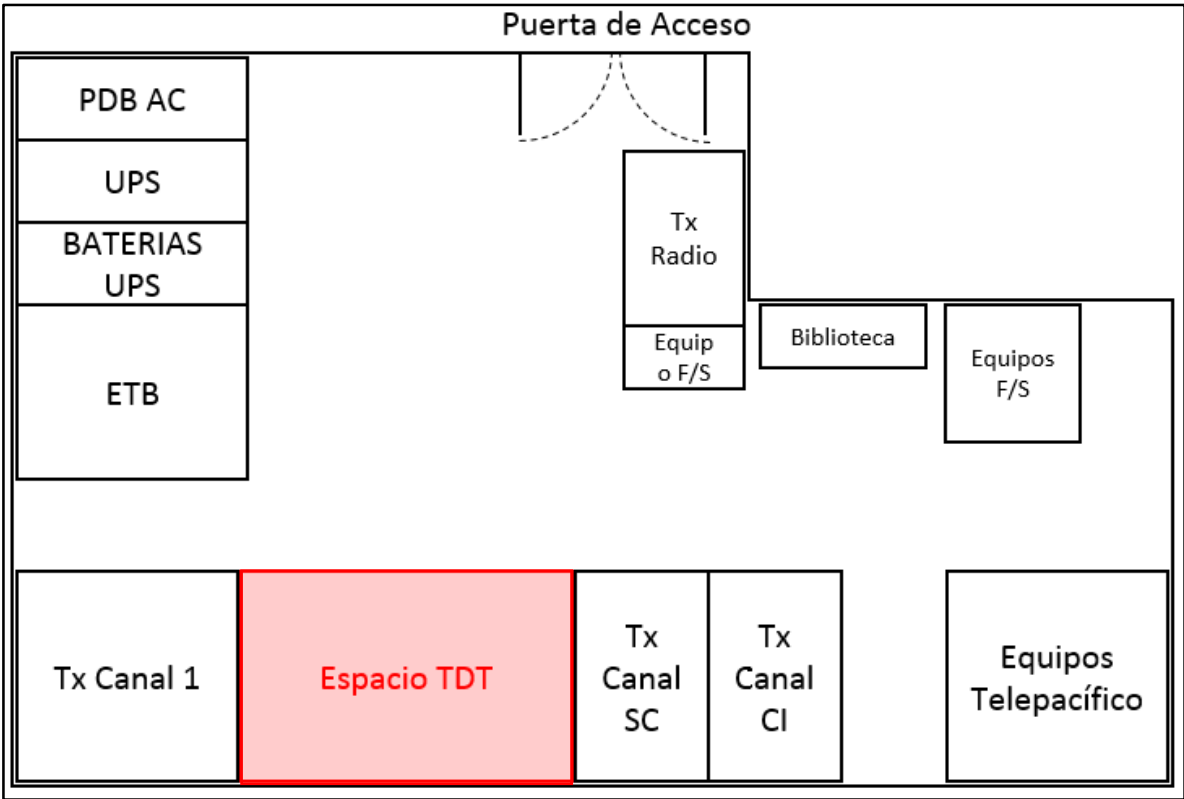 Puerta de Acceso
PDB AC
UPS
BATERIAS
UPS
ETB
Tx
Radio
Equip
o F/S
Biblioteca
Equipos
F/S
Tx Canal 1
Espacio TDT
Tx
Canal
SC
Tx
Canal
CI
Equipos
Telepacífico